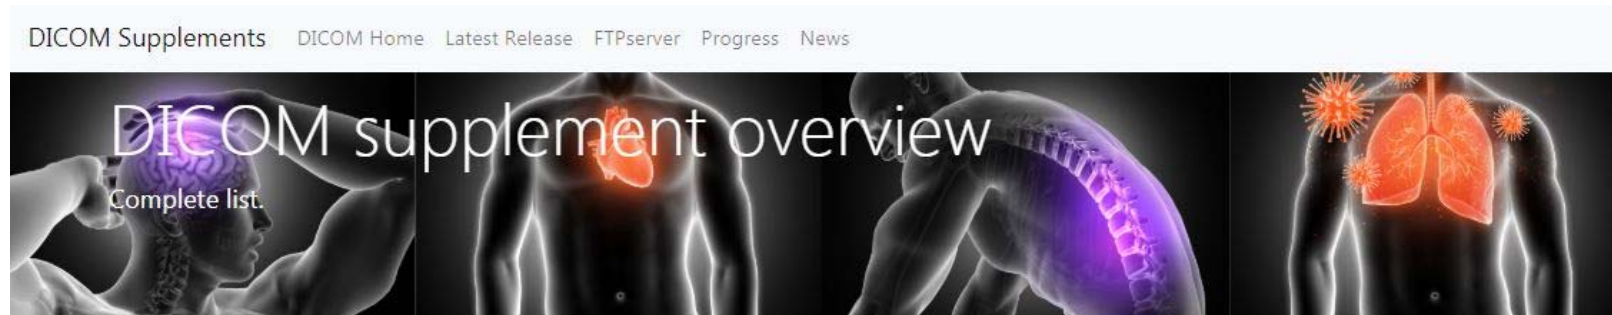 DICOM Supplements DICOM Home Latest Release FTPserver Progress News
DICOM supplement overview
Complete list.